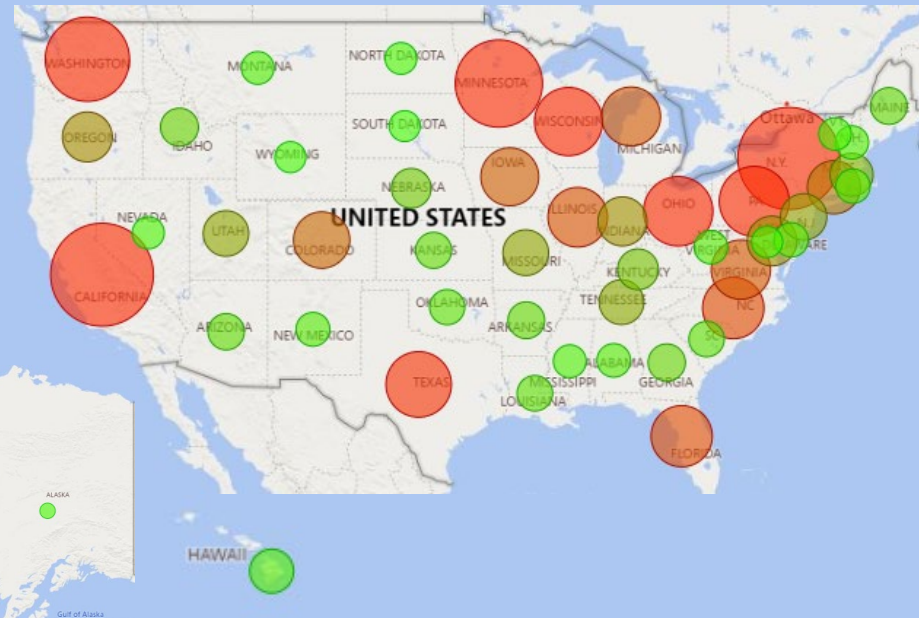 WASHINGTON
MONTANA
NORTH DAKOTA
MINNESOTA
MAINE
OREGON
IDAHO
SOUTH DAKOTA
WISCONSIN
MICHIGAN
Ottawa
VT
N.H.
WYOMING
IOWA
N.Y.
NEBRASKA
NEVADA
UTAH
COLORADO
UNITED STATES
KANSAS
ILLINOIS
INDIANA
OHIO
PA
N.J.
MISSOURI
WEST
VIRGINIA
DELAWARE
CALIFORNIA
KENTUCKY
VIRGINIA
ARIZONA
NEW MEXICO
OKLAHOMA
TENNESSEE
NC
ARKANSAS
SC
TEXAS
MISSISSIPPI
ALABAMA
GEORGIA
LOUISIANA
FLORIDA
ALASKA
HAWAII
Gulf of Alaska